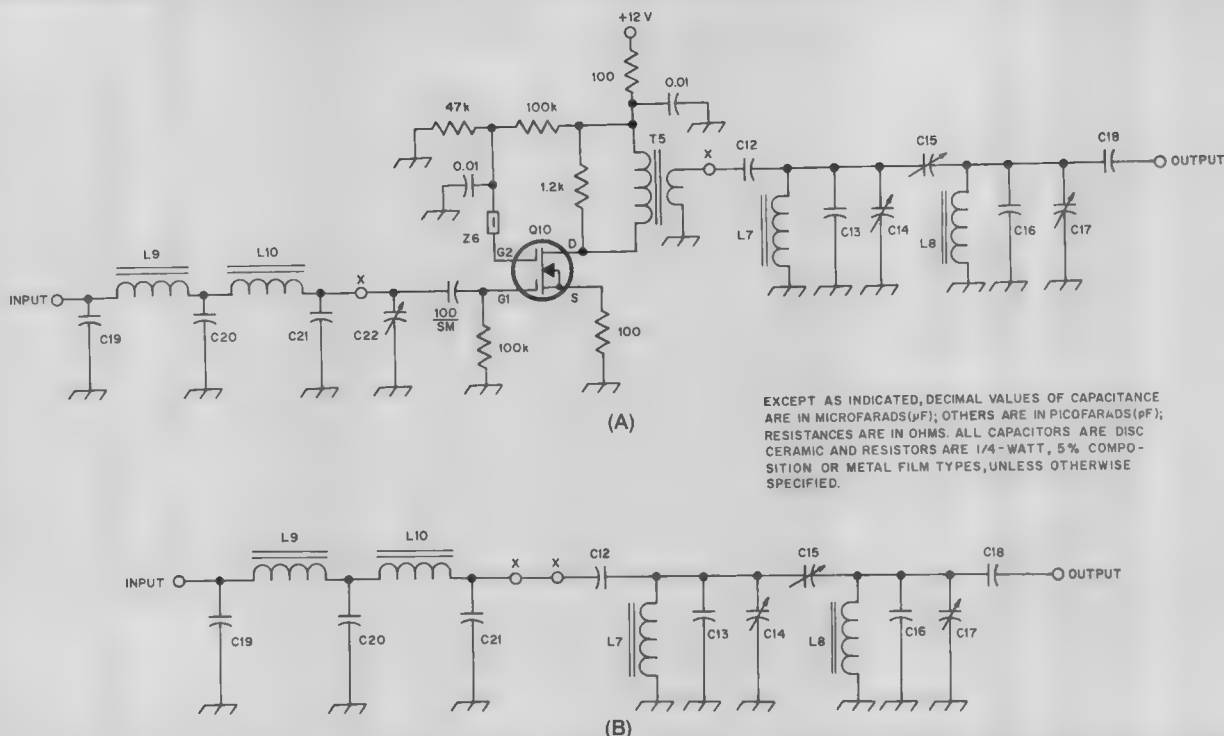 +12 V
100
0.01
47k
100k
T5
X
C12
C15
C18
OUTPUT
0.01
1.2k
Z6
Q10
G2
D
G1
S
L7
C13
C14
L8
C16
C17
L9
L10
X
INPUT
C19
C20
C21
C22
100
SM
100k
100
(A)
EXCEPT AS INDICATED, DECIMAL VALUES OF CAPACITANCE
ARE IN MICROFARADS (µF); OTHERS ARE IN PICOFARADS (pF);
RESISTANCES ARE IN OHMS. ALL CAPACITORS ARE DISC
CERAMIC AND RESISTORS ARE 1/4-WATT, 5% COMPO-
SITION OR METAL FILM TYPES, UNLESS OTHERWISE
SPECIFIED.
L9
L10
X
X
C12
C15
C18
INPUT
OUTPUT
C19
C20
C21
L7
C13
C14
L8
C16
C17
(B)